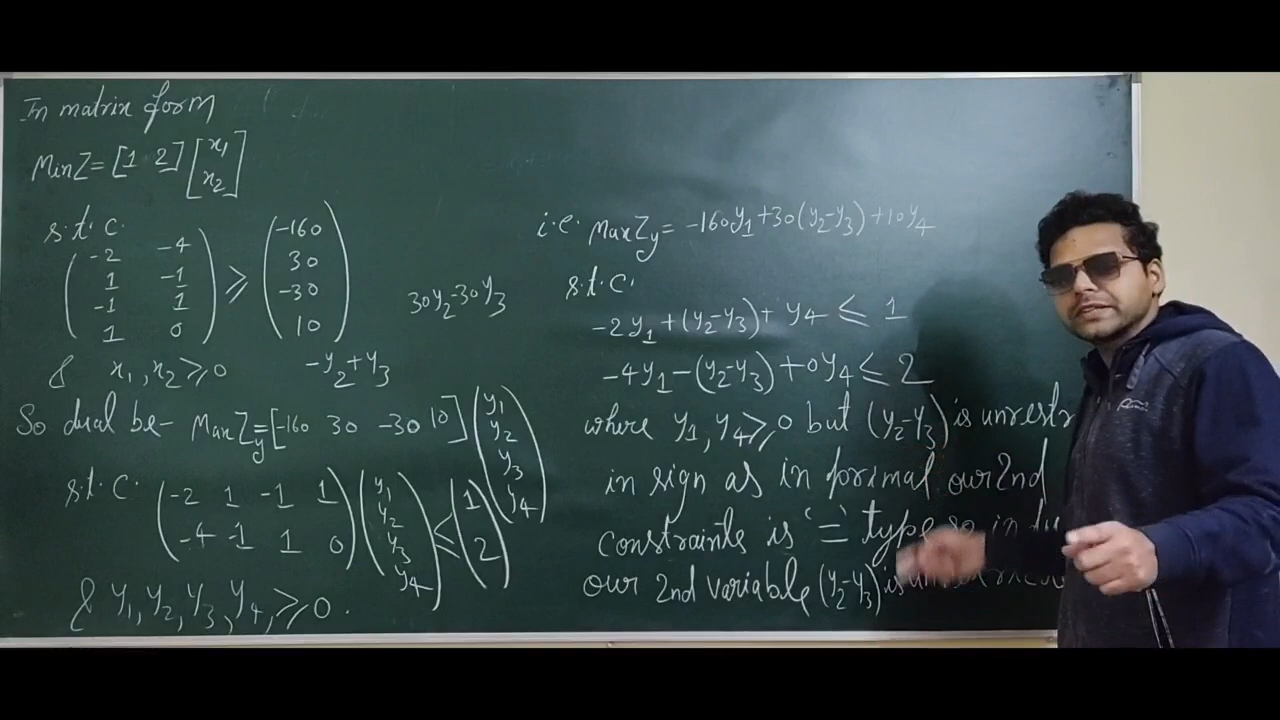 In matrix form
Min Z = [1 2] [x₁
x₂]
s.t.c.
(-2 -4
1 -1
-1 1
1 0) ≥ (-160
30
-30
10)
& x₁, x₂ ≥ 0
So dual be- Max Z_y = [-160 30 -30 10] (y₁
y₂
y₃
y₄)
s.t.c. (-2 1 -1 1
-4 -1 1 0) (y₁
y₂
y₃
y₄) ≤ (1
2)
& y₁, y₂, y₃, y₄, ≥ 0.
30y₂-30y₃
-y₂+y₃
i.e. Max Z_y = -160y₁+30(y₂-y₃)+10y₄
s.t.c.
-2y₁+(y₂-y₃)+ y₄ ≤ 1
-4y₁-(y₂-y₃)+0y₄ ≤ 2
where y₁, y₄ ≥ 0 but (y₂-y₃) is unrestr
in sign as in primal our 2nd
constraints is '=' type so in du
our 2nd variable (y₂-y₃) is